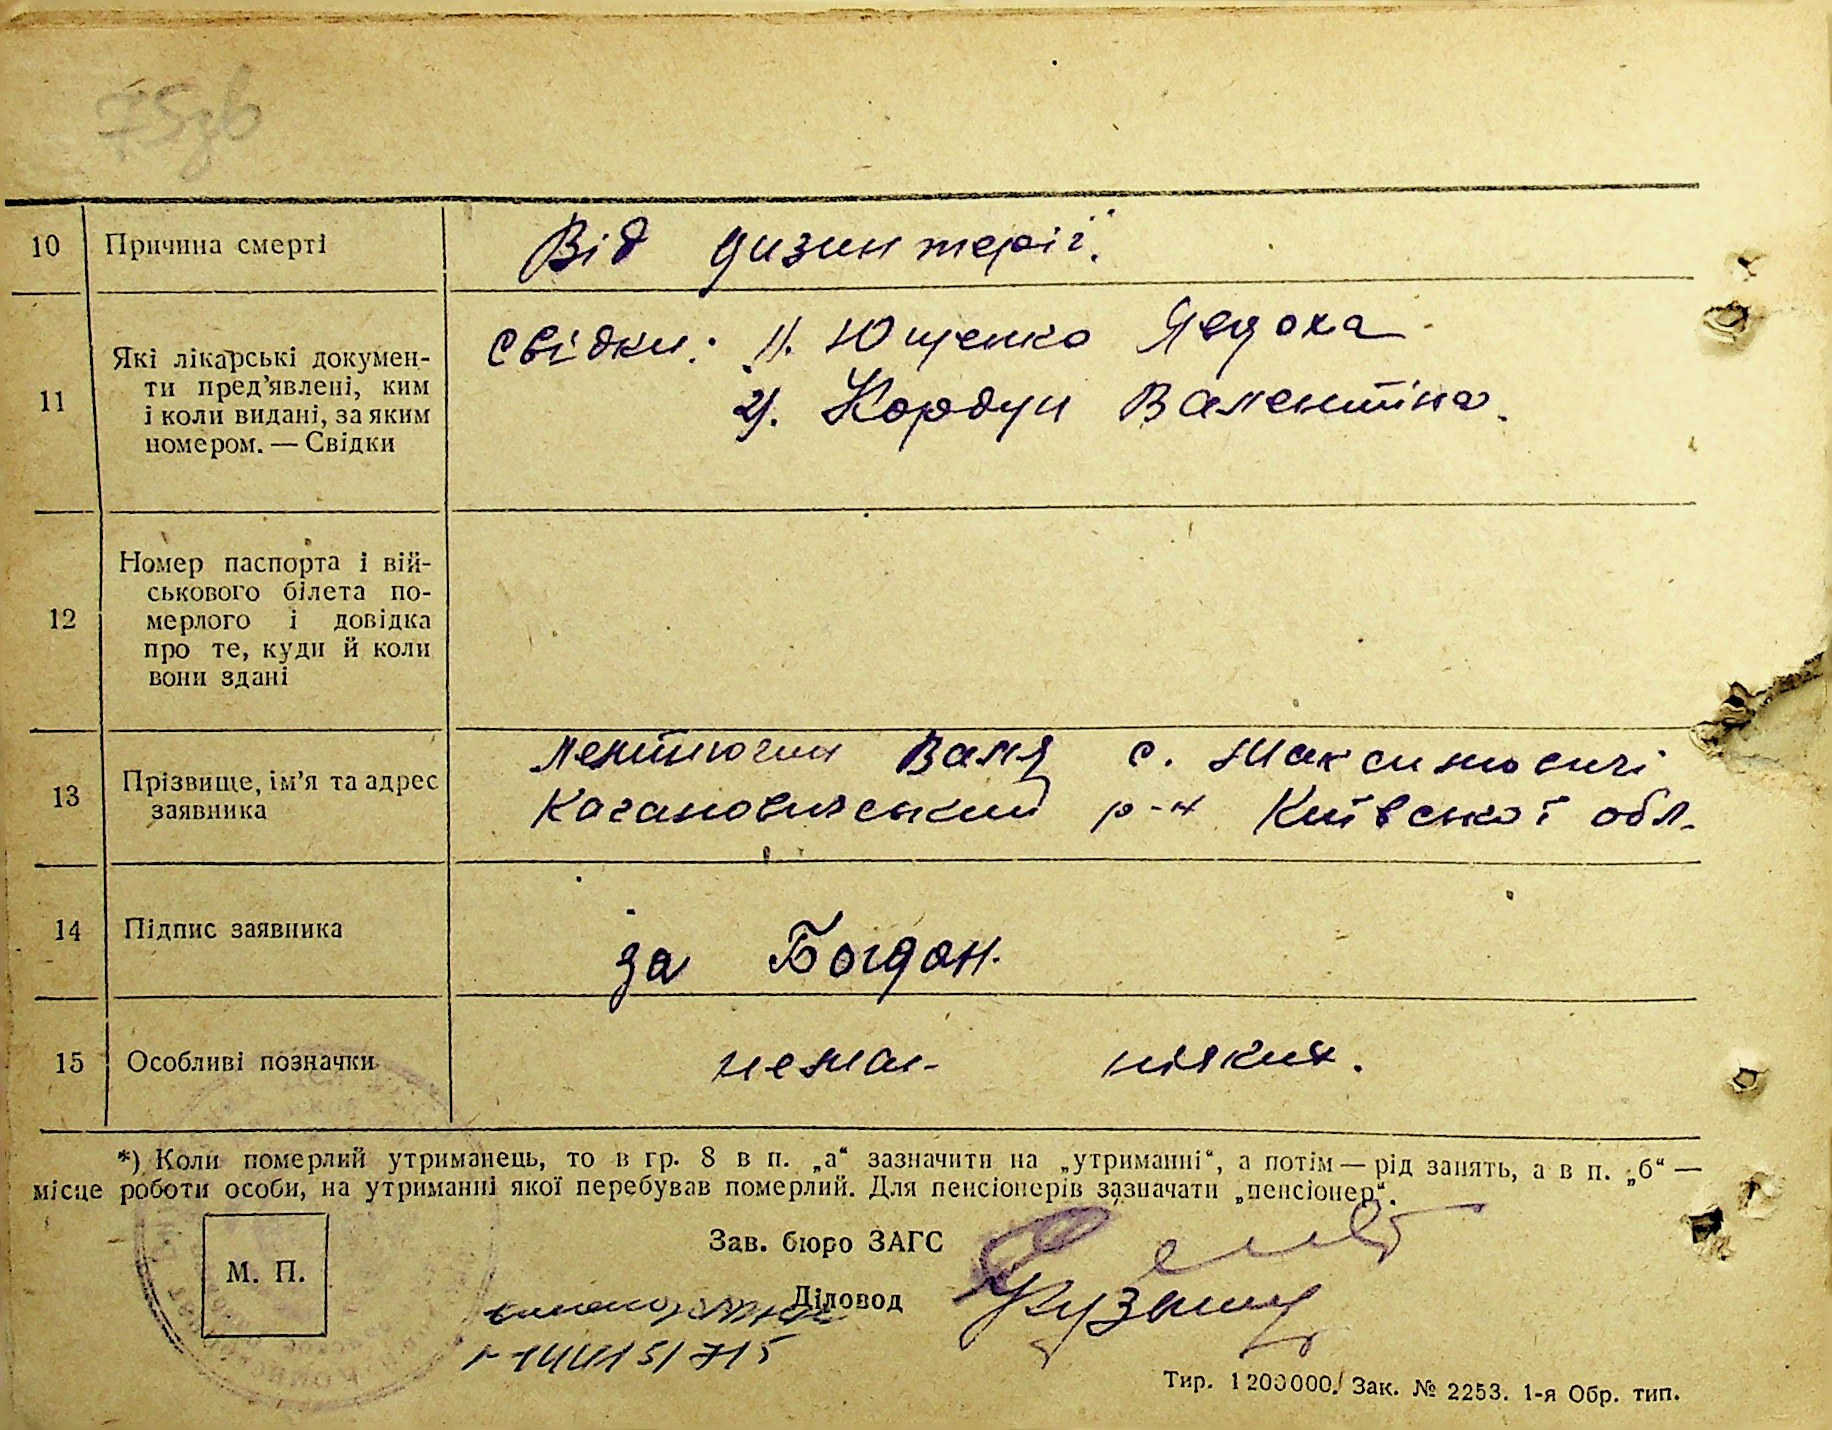 10 Причина смерті Від дизинтерії.
11 Які лікарські докумен-
ти пред'явлені, ким
і коли видані, за яким
номером. — Свідки
Свідки: 1). Ющенко Явдоха
2). Кордун Валентіна.
12 Номер паспорта і вій-
ськового білета по-
мерлого і довідка
про те, куди й коли
вони здані
13 Прізвище, ім'я та адрес
заявника
Валя с. Максимовичі
Кагановичський р-н Київської обл.
14 Підпис заявника за Богдан.
15 Особливі позначки немає ніяких.
*) Коли померлий утриманець, то в гр. 8 в п. „а“ зазначити на „утриманні“, а потім — рід занять, а в п. „б“ —
місце роботи особи, на утриманні якої перебував померлий. Для пенсіонерів зазначати „пенсіонер“.
Зав. бюро ЗАГС
М. П.
Діловод
Тир. 1200000. Зак. № 2253. 1-я Обр. тип.